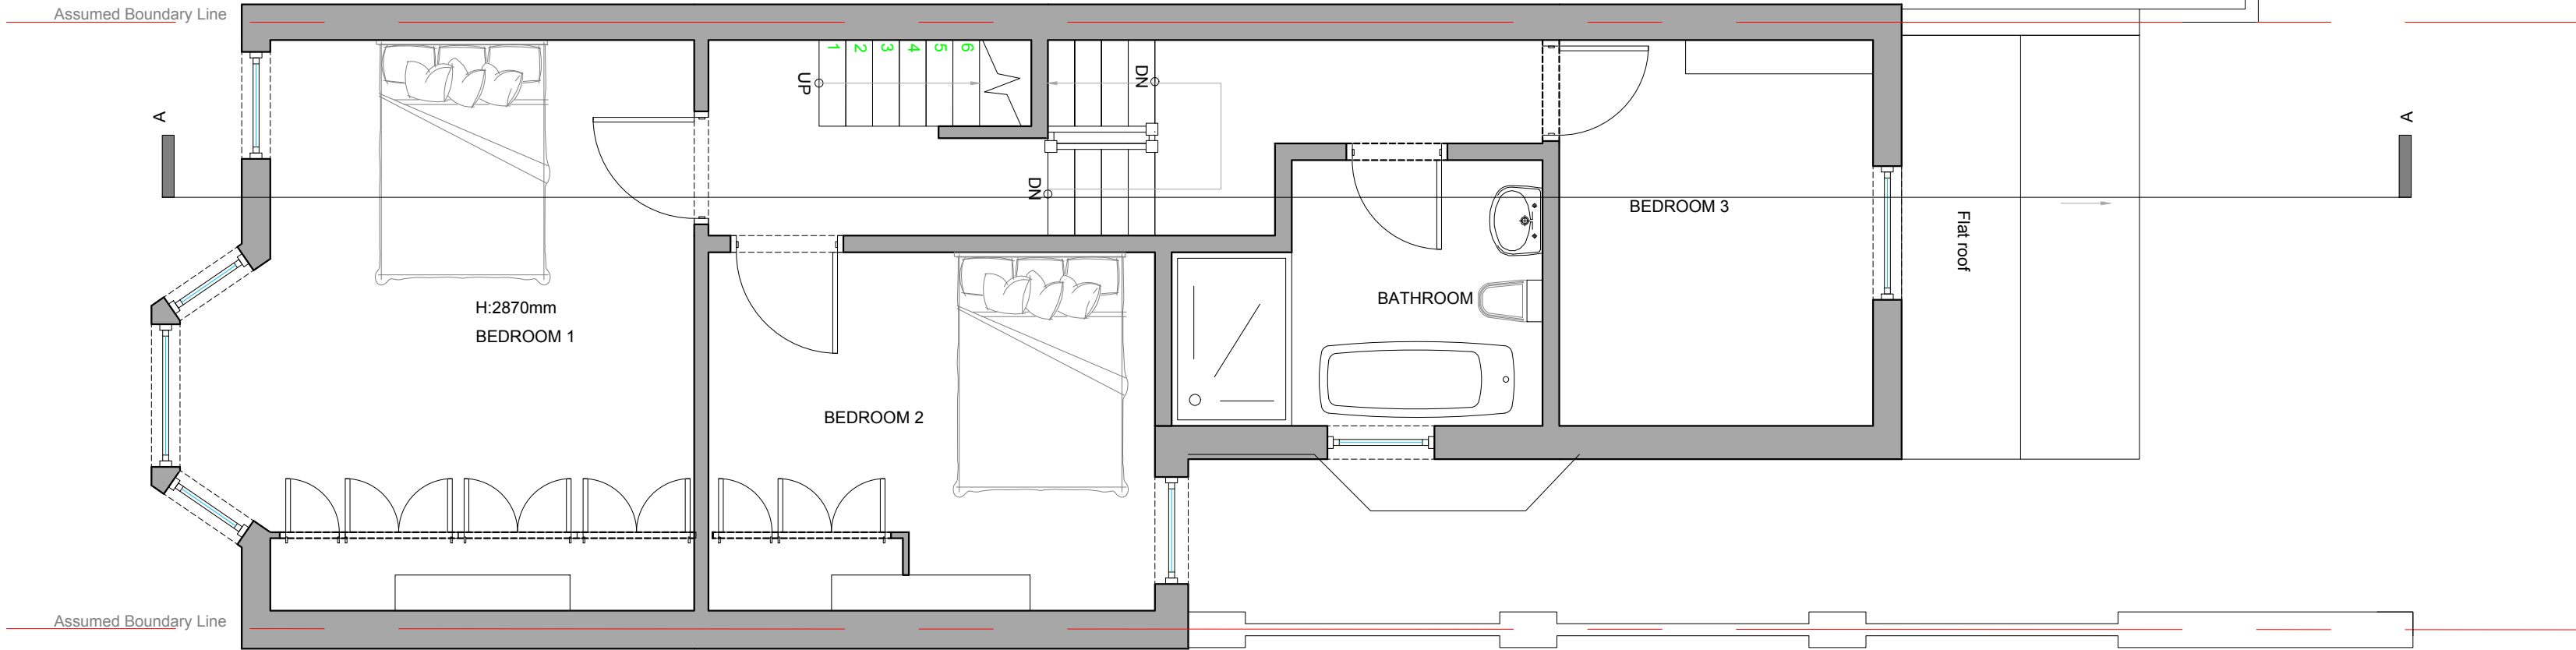 Assumed Boundary Line
1 2 3 4 5 6
UP
DN
DN
A
A
BEDROOM 3
Flat roof
H:2870mm
BEDROOM 1
BATHROOM
BEDROOM 2
Assumed Boundary Line